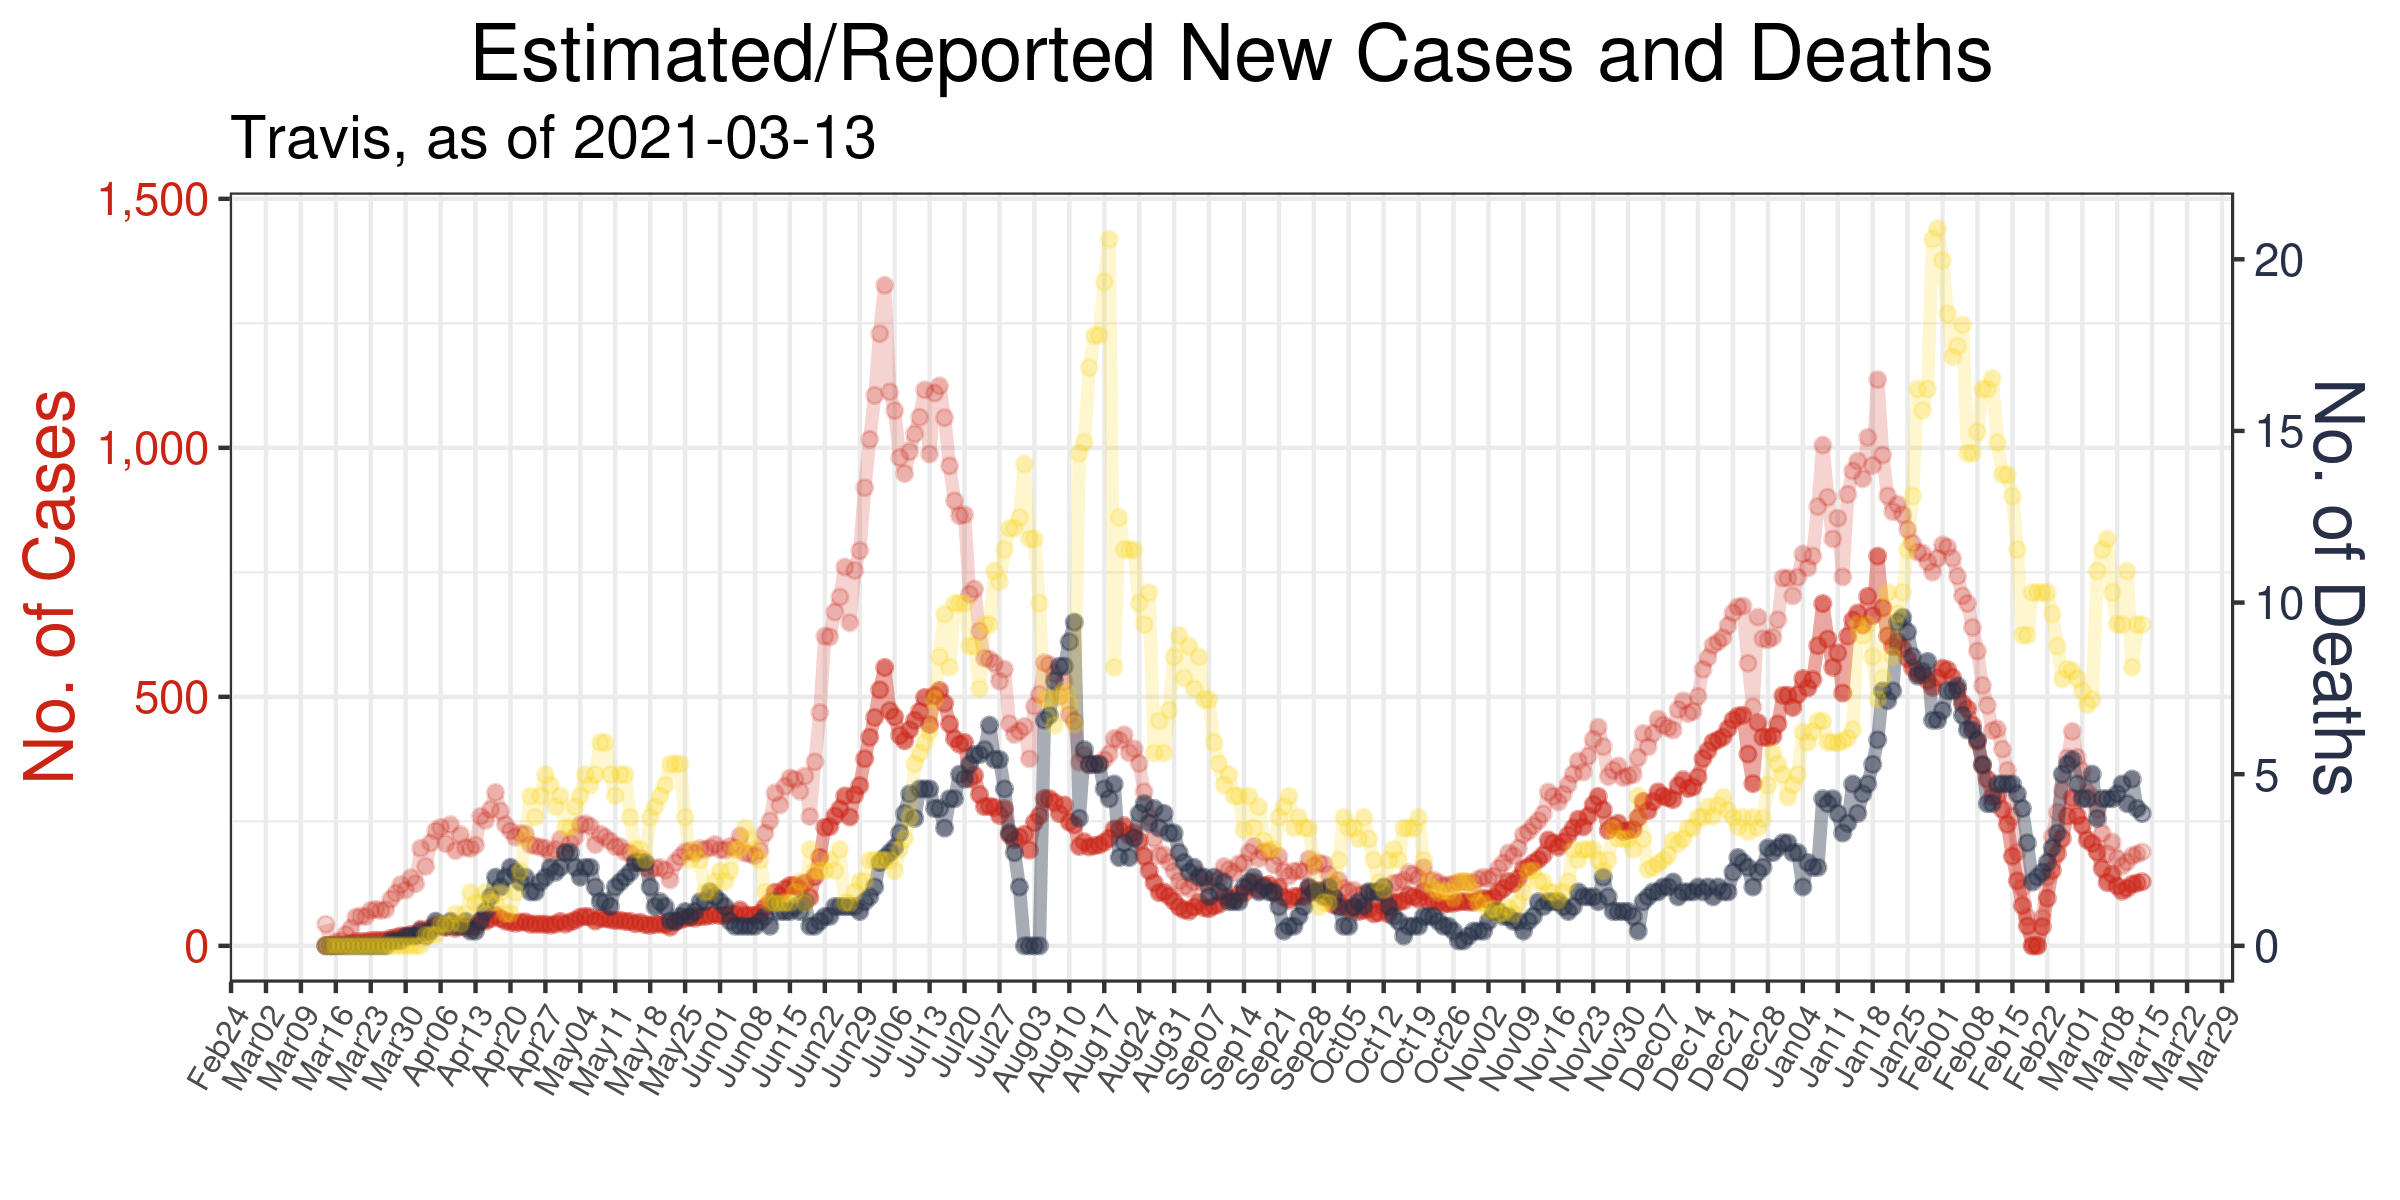 Estimated/Reported New Cases and Deaths
Travis, as of 2021-03-13
No. of Cases
1,500
1,000
500
0
20
15
10
5
0
No. of Deaths
Feb24
Mar02
Mar09
Mar16
Mar23
Mar30
Apr06
Apr13
Apr20
Apr27
May04
May11
May18
May25
Jun01
Jun08
Jun15
Jun22
Jun29
Jul06
Jul13
Jul20
Jul27
Aug03
Aug10
Aug17
Aug24
Aug31
Sep07
Sep14
Sep21
Sep28
Oct05
Oct12
Oct19
Oct26
Nov02
Nov09
Nov16
Nov23
Nov30
Dec07
Dec14
Dec21
Dec28
Jan04
Jan11
Jan18
Jan25
Feb01
Feb08
Feb15
Feb22
Mar01
Mar08
Mar15
Mar22
Mar29